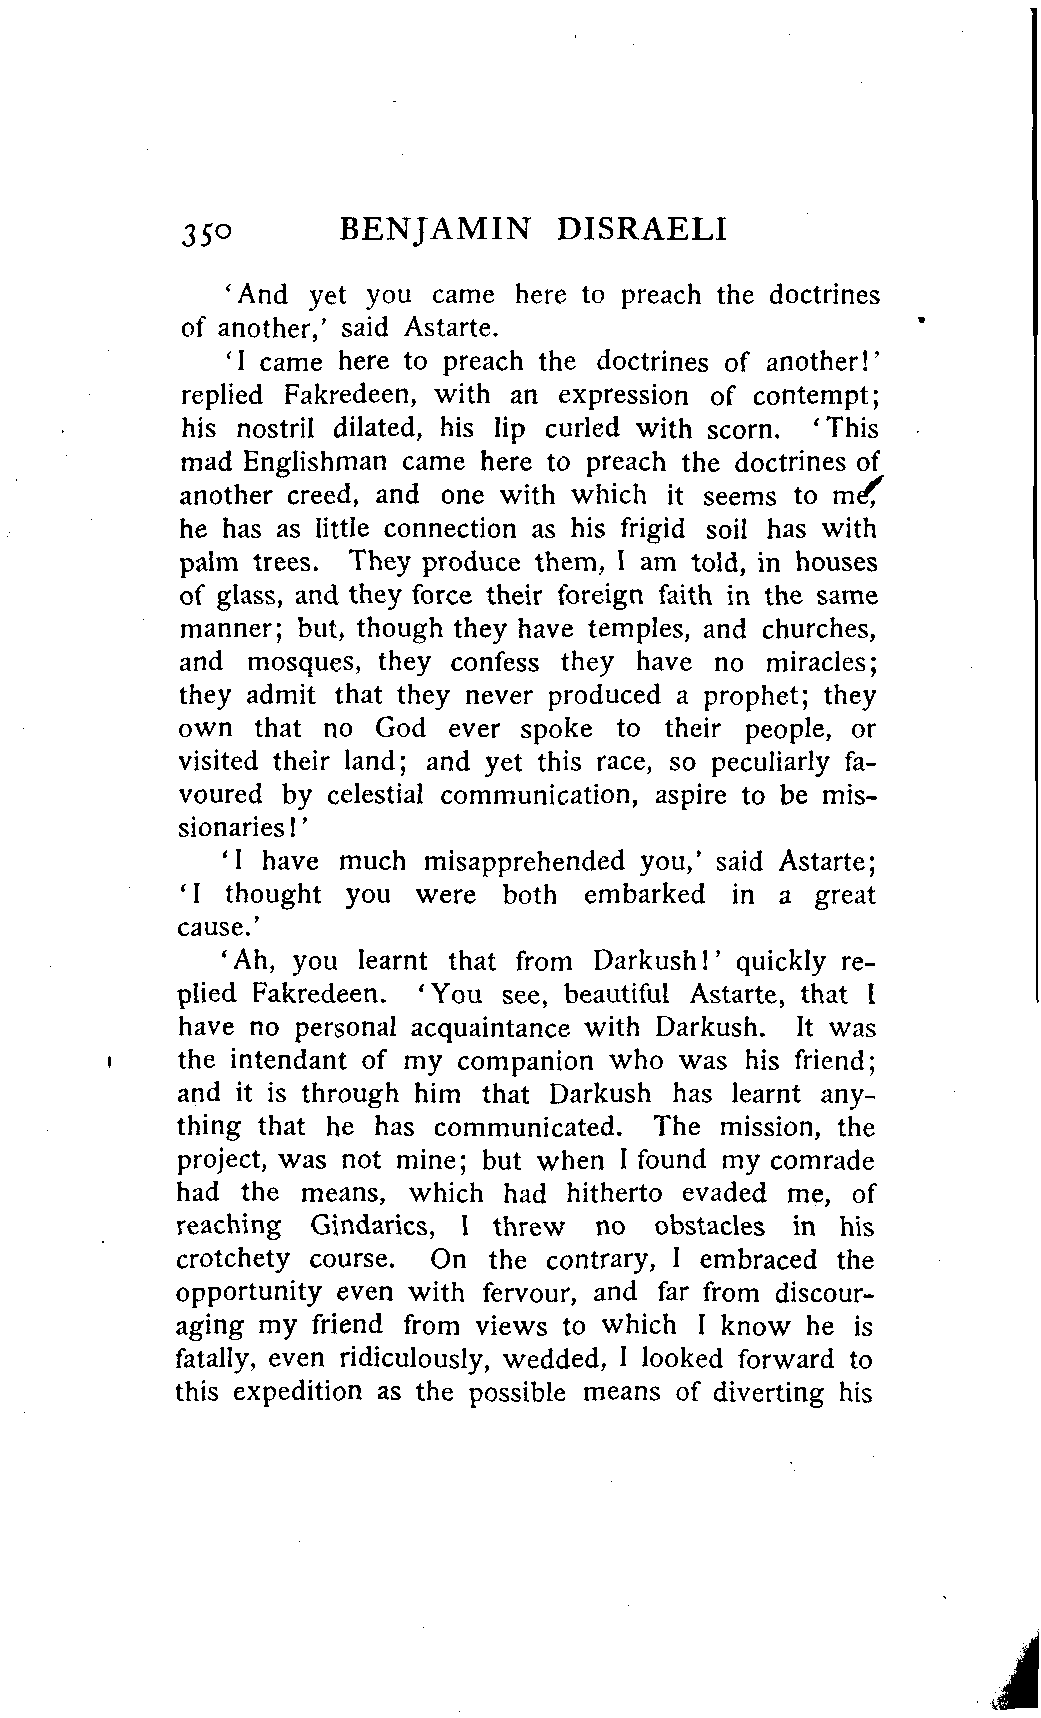 350 BENJAMIN DISRAELI
‘And yet you came here to preach the doctrines
of another,’ said Astarte.
‘I came here to preach the doctrines of another!’
replied Fakredeen, with an expression of contempt;
his nostril dilated, his lip curled with scorn. ‘This
mad Englishman came here to preach the doctrines of
another creed, and one with which it seems to me,
he has as little connection as his frigid soil has with
palm trees. They produce them, I am told, in houses
of glass, and they force their foreign faith in the same
manner; but, though they have temples, and churches,
and mosques, they confess they have no miracles;
they admit that they never produced a prophet; they
own that no God ever spoke to their people, or
visited their land; and yet this race, so peculiarly fa-
voured by celestial communication, aspire to be mis-
sionaries!’
‘I have much misapprehended you,’ said Astarte;
‘I thought you were both embarked in a great
cause.’
‘Ah, you learnt that from Darkush!’ quickly re-
plied Fakredeen. ‘You see, beautiful Astarte, that I
have no personal acquaintance with Darkush. It was
the intendant of my companion who was his friend;
and it is through him that Darkush has learnt any-
thing that he has communicated. The mission, the
project, was not mine; but when I found my comrade
had the means, which had hitherto evaded me, of
reaching Gindarics, I threw no obstacles in his
crotchety course. On the contrary, I embraced the
opportunity even with fervour, and far from discour-
aging my friend from views to which I know he is
fatally, even ridiculously, wedded, I looked forward to
this expedition as the possible means of diverting his